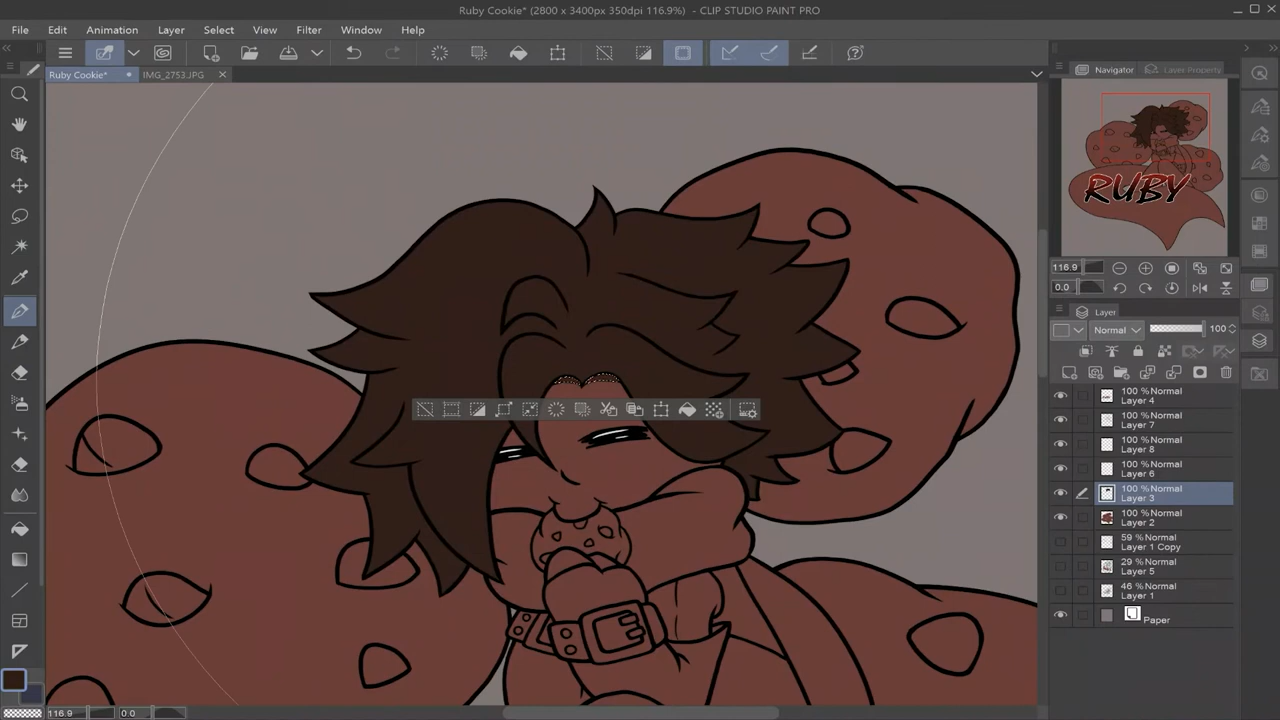 Ruby Cookie* (2800 x 3400px 350dpi 116.9%) - CLIP STUDIO PAINT PRO
File Edit Animation Layer Select View Filter Window Help
Ruby Cookie* IMG_2753.JPG
Navigator Layer Property
RUBY
116.9
0.0
Layer
Normal 100
100 % Normal
Layer 4
100 % Normal
Layer 7
100 % Normal
Layer 8
100 % Normal
Layer 6
100 % Normal
Layer 3
100 % Normal
Layer 2
59 % Normal
Layer 1 Copy
29 % Normal
Layer 5
46 % Normal
Layer 1
Paper
116.9 0.0